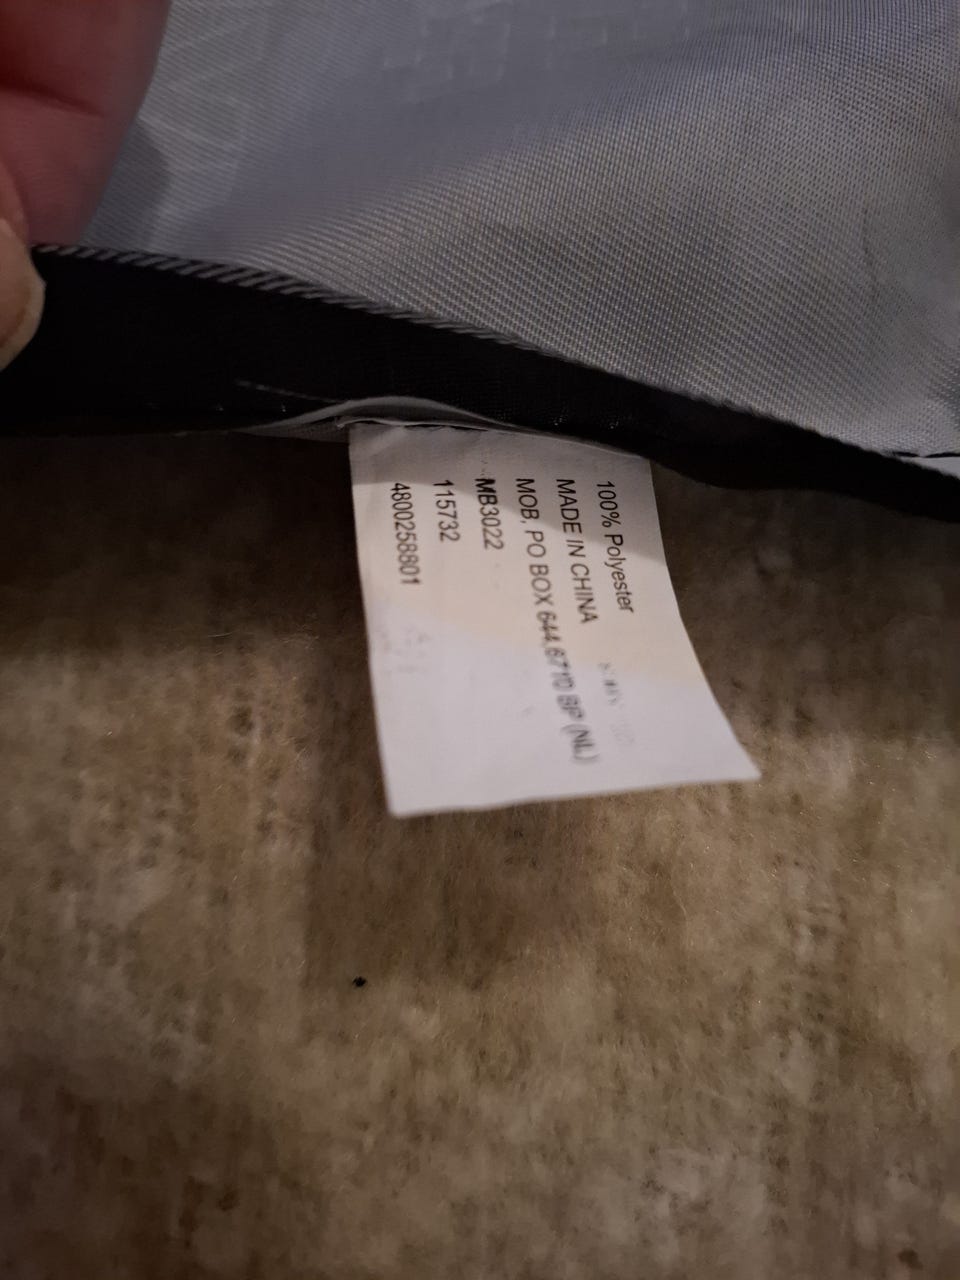 100% Polyester
MADE IN CHINA
MOB, PO BOX 644,6710 BP (NL)
MB3022
115732
4800258801